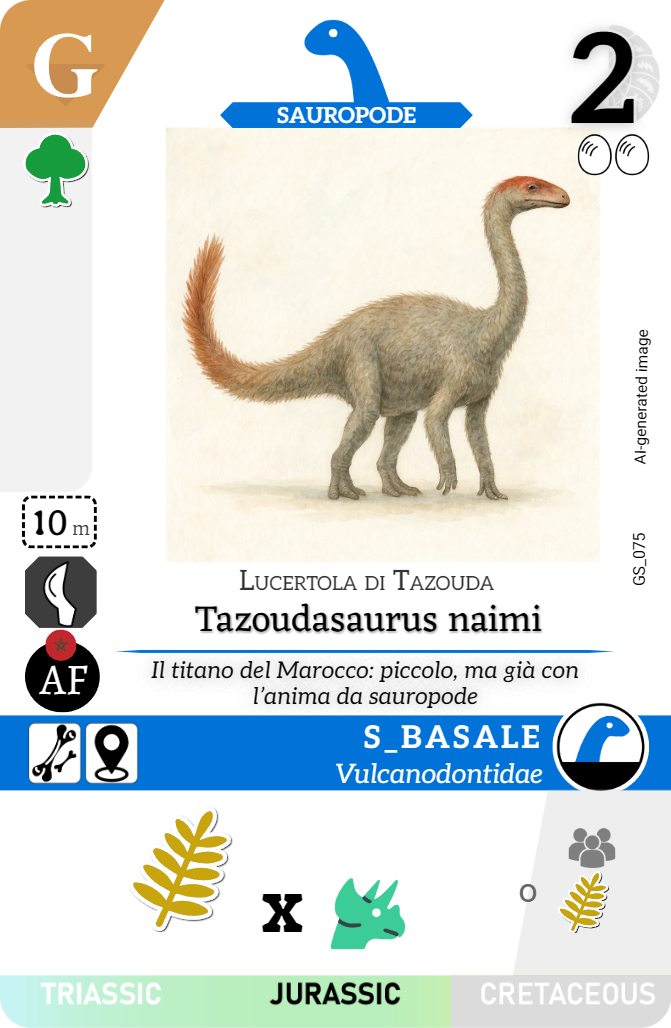 G
SAUROPODE
2
AI-generated image
GS_075
10 m
AF
LUCERTOLA DI TAZOUDA
Tazoudasaurus naimi
Il titano del Marocco: piccolo, ma già con
l'anima da sauropode
S_BASALE
Vulcanodontidae
x
O
TRIASSIC
JURASSIC
CRETACEOUS